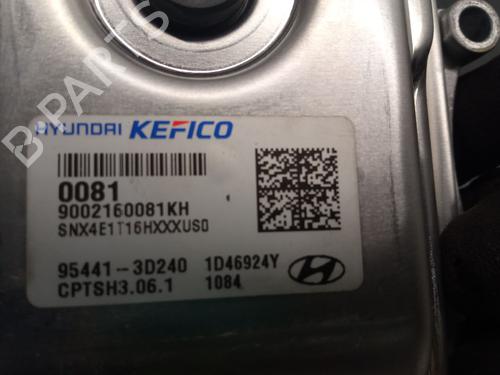 B PARTS
HYUNDAI KEFICO
0081
9002160081KH
SNX4E1T16HXXXUS0
95441-3D240 1D46924Y
CPTSH3.06.1 1084